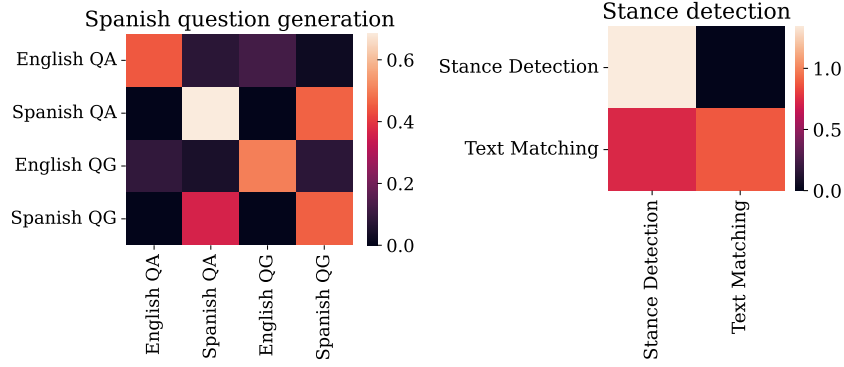 Spanish question generation
English QA
Spanish QA
English QG
Spanish QG
English QA
Spanish QA
English QG
Spanish QG
0.6
0.4
0.2
0.0
Stance detection
Stance Detection
Text Matching
Stance Detection
Text Matching
1.0
0.5
0.0